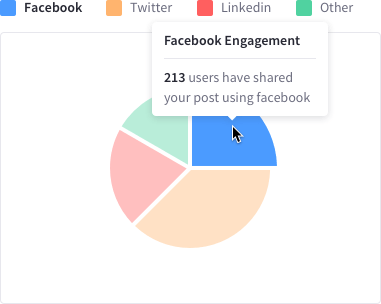 Facebook Twitter Linkedin Other
Facebook Engagement
213 users have shared
your post using facebook